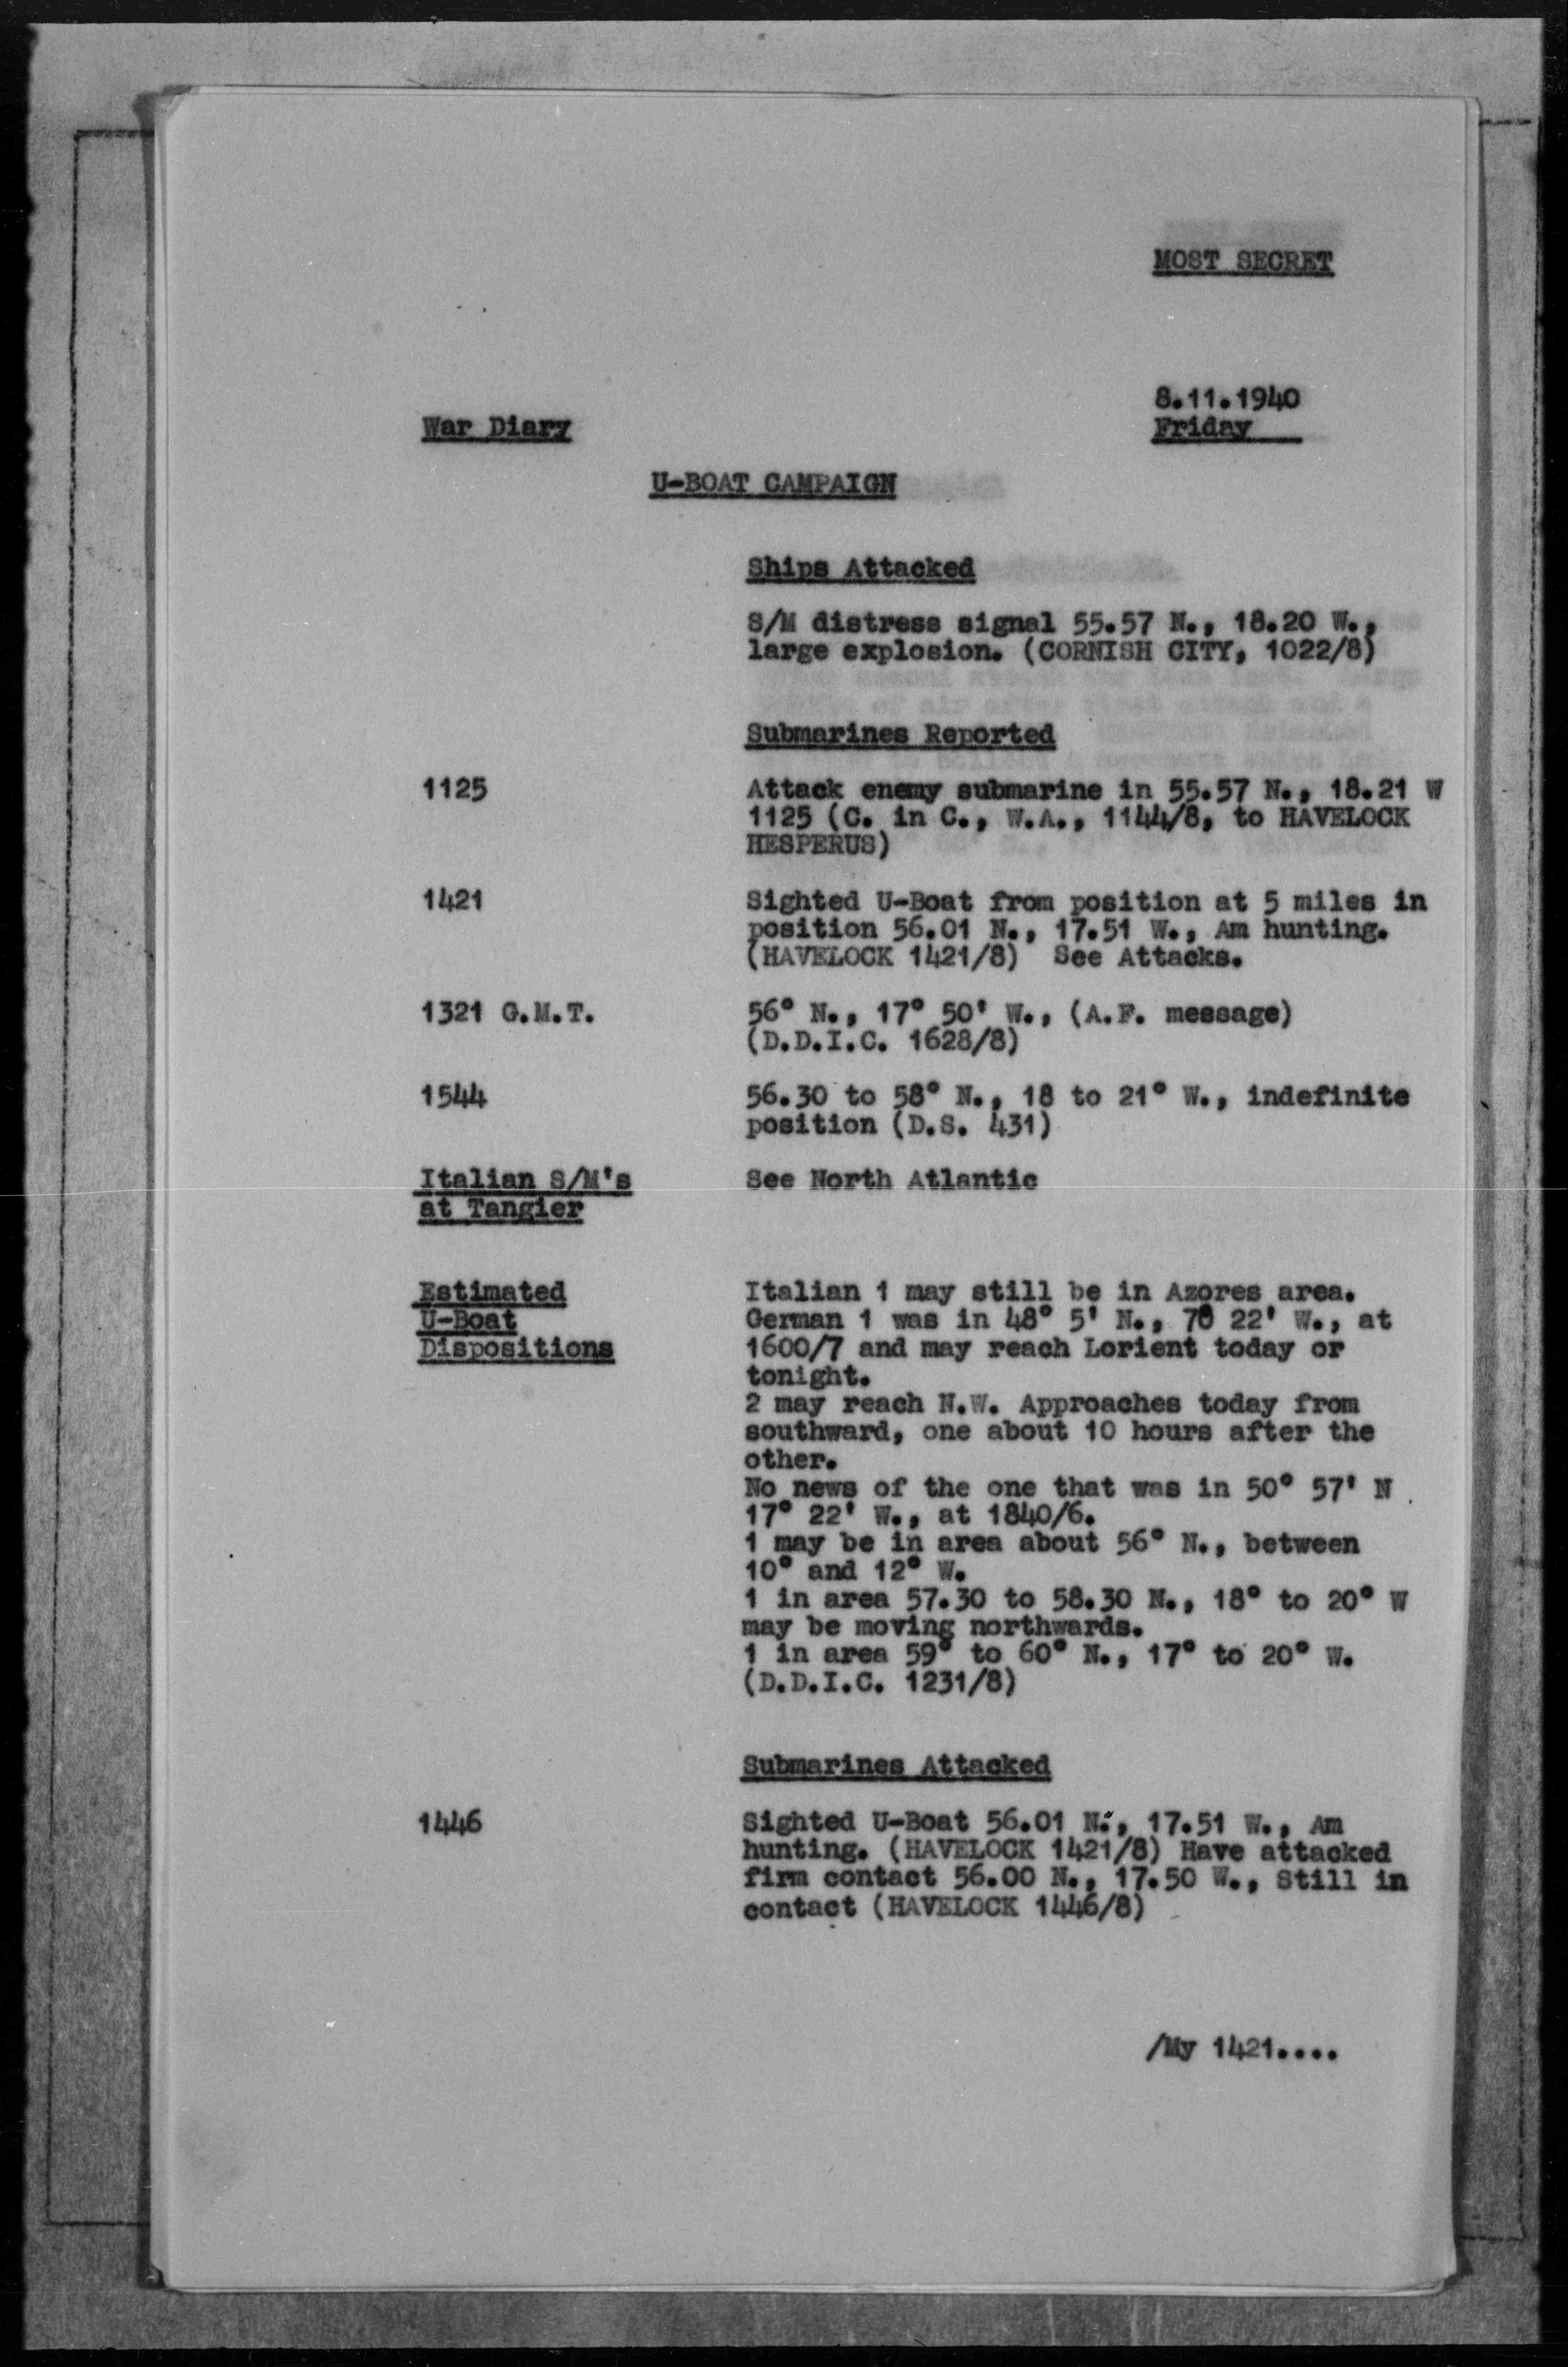 MOST SECRET
8.11.1940
War Diary
Friday
U-BOAT CAMPAIGN
Ships Attacked
S/M distress signal 55.57 N., 18.20 W.,
large explosion. (CORNISH CITY, 1022/8)
Submarines Reported
1125 Attack enemy submarine in 55.57 N., 18.21 W
1125 (C. in C., W.A., 1144/8, to HAVELOCK
HESPERUS)
1421 Sighted U-Boat from position at 5 miles in
position 56.01 N., 17.51 W., Am hunting.
(HAVELOCK 1421/8) See Attacks.
1321 G.M.T. 56° N., 17° 50' W., (A.F. message)
(D.D.I.C. 1628/8)
1544 56.30 to 58° N., 18 to 21° W., indefinite
position (D.S. 431)
Italian S/M's See North Atlantic
at Tangier
Estimated Italian 1 may still be in Azores area.
U-Boat German 1 was in 48° 5' N., 7° 22' W., at
Dispositions 1600/7 and may reach Lorient today or
tonight.
2 may reach N.W. Approaches today from
southward, one about 10 hours after the
other.
No news of the one that was in 50° 57' N
17° 22' W., at 1840/6.
1 may be in area about 56° N., between
10° and 12° W.
1 in area 57.30 to 58.30 N., 18° to 20° W
may be moving northwards.
1 in area 59° to 60° N., 17° to 20° W.
(D.D.I.C. 1231/8)
Submarines Attacked
1446 Sighted U-Boat 56.01 N., 17.51 W., Am
hunting. (HAVELOCK 1421/8) Have attacked
firm contact 56.00 N., 17.50 W., Still in
contact (HAVELOCK 1446/8)
/My 1421....